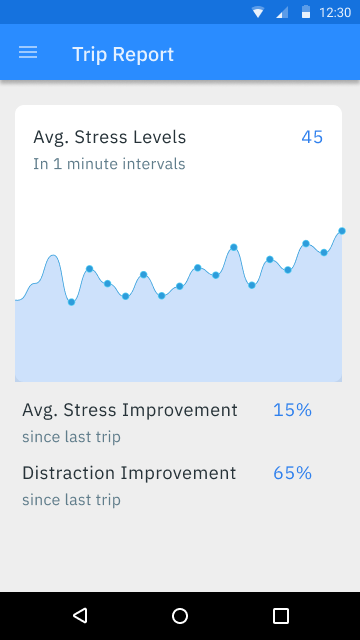 12:30
Trip Report
Avg. Stress Levels 45
In 1 minute intervals
Avg. Stress Improvement 15%
since last trip
Distraction Improvement 65%
since last trip